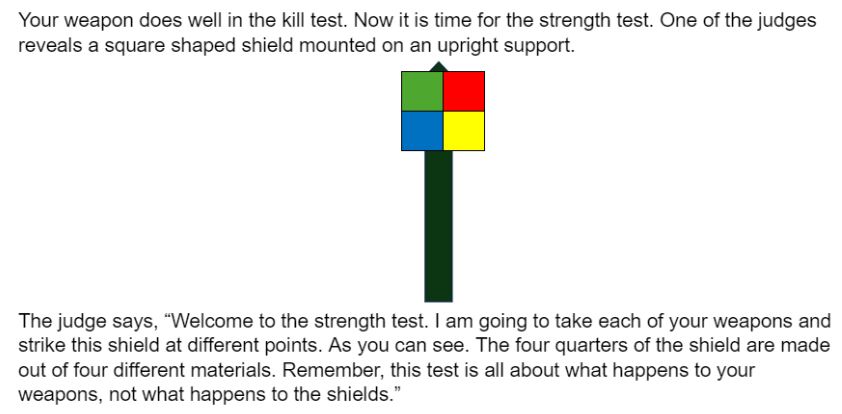 Your weapon does well in the kill test. Now it is time for the strength test. One of the judges
reveals a square shaped shield mounted on an upright support.
The judge says, “Welcome to the strength test. I am going to take each of your weapons and
strike this shield at different points. As you can see. The four quarters of the shield are made
out of four different materials. Remember, this test is all about what happens to your
weapons, not what happens to the shields.”